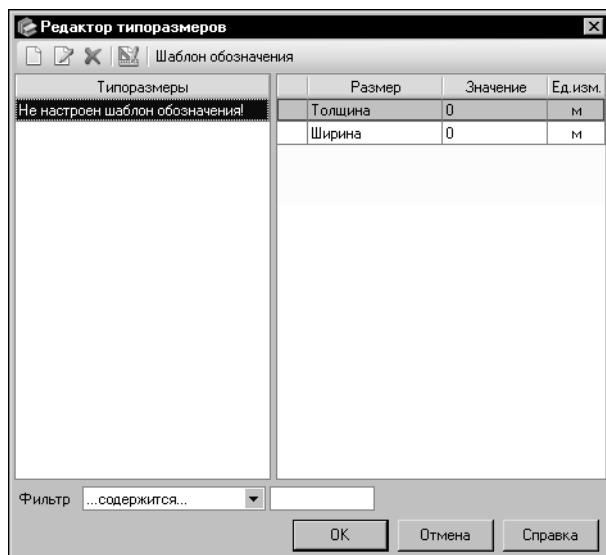 Редактор типоразмеров
Шаблон обозначения
Типоразмеры
Размер Значение Ед.изм.
Не настроен шаблон обозначения!
Толщина 0 м
Ширина 0 м
Фильтр ...содержится...
OK Отмена Справка